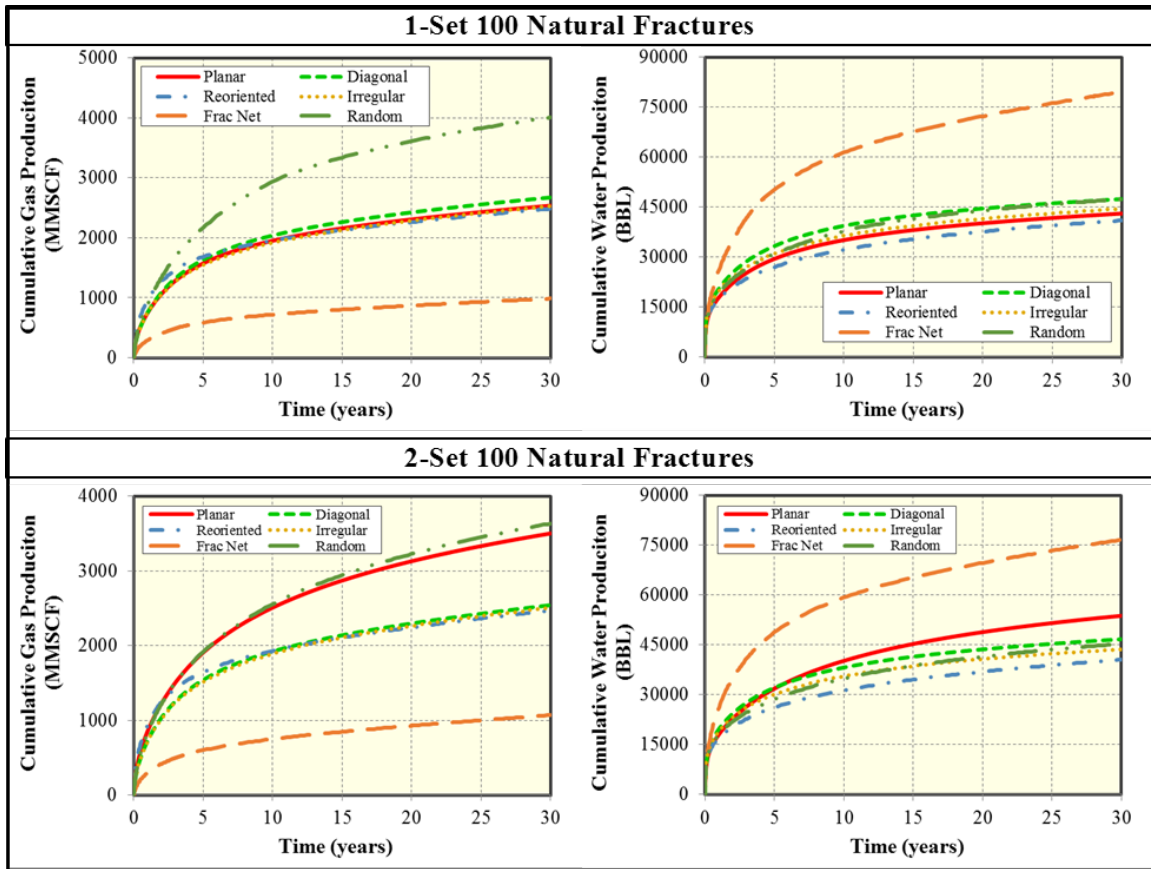 1-Set 100 Natural Fractures
Cumulative Gas Produciton
(MMSCF)
5000
4000
3000
2000
1000
0
Planar Diagonal
Reoriented Irregular
Frac Net Random
0 5 10 15 20 25 30
Time (years)
Cumulative Water Produciton
(BBL)
90000
75000
60000
45000
30000
15000
0
Planar Diagonal
Reoriented Irregular
Frac Net Random
0 5 10 15 20 25 30
Time (years)
2-Set 100 Natural Fractures
Cumulative Gas Produciton
(MMSCF)
4000
3000
2000
1000
0
Planar Diagonal
Reoriented Irregular
Frac Net Random
0 5 10 15 20 25 30
Time (years)
Cumulative Water Produciton
(BBL)
90000
75000
60000
45000
30000
15000
0
Planar Diagonal
Reoriented Irregular
Frac Net Random
0 5 10 15 20 25 30
Time (years)